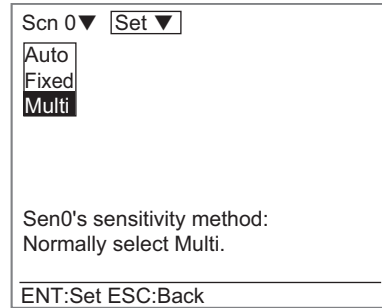 Scn 0▼ Set ▼
Auto
Fixed
Multi
Sen0's sensitivity method:
Normally select Multi.
ENT:Set ESC:Back